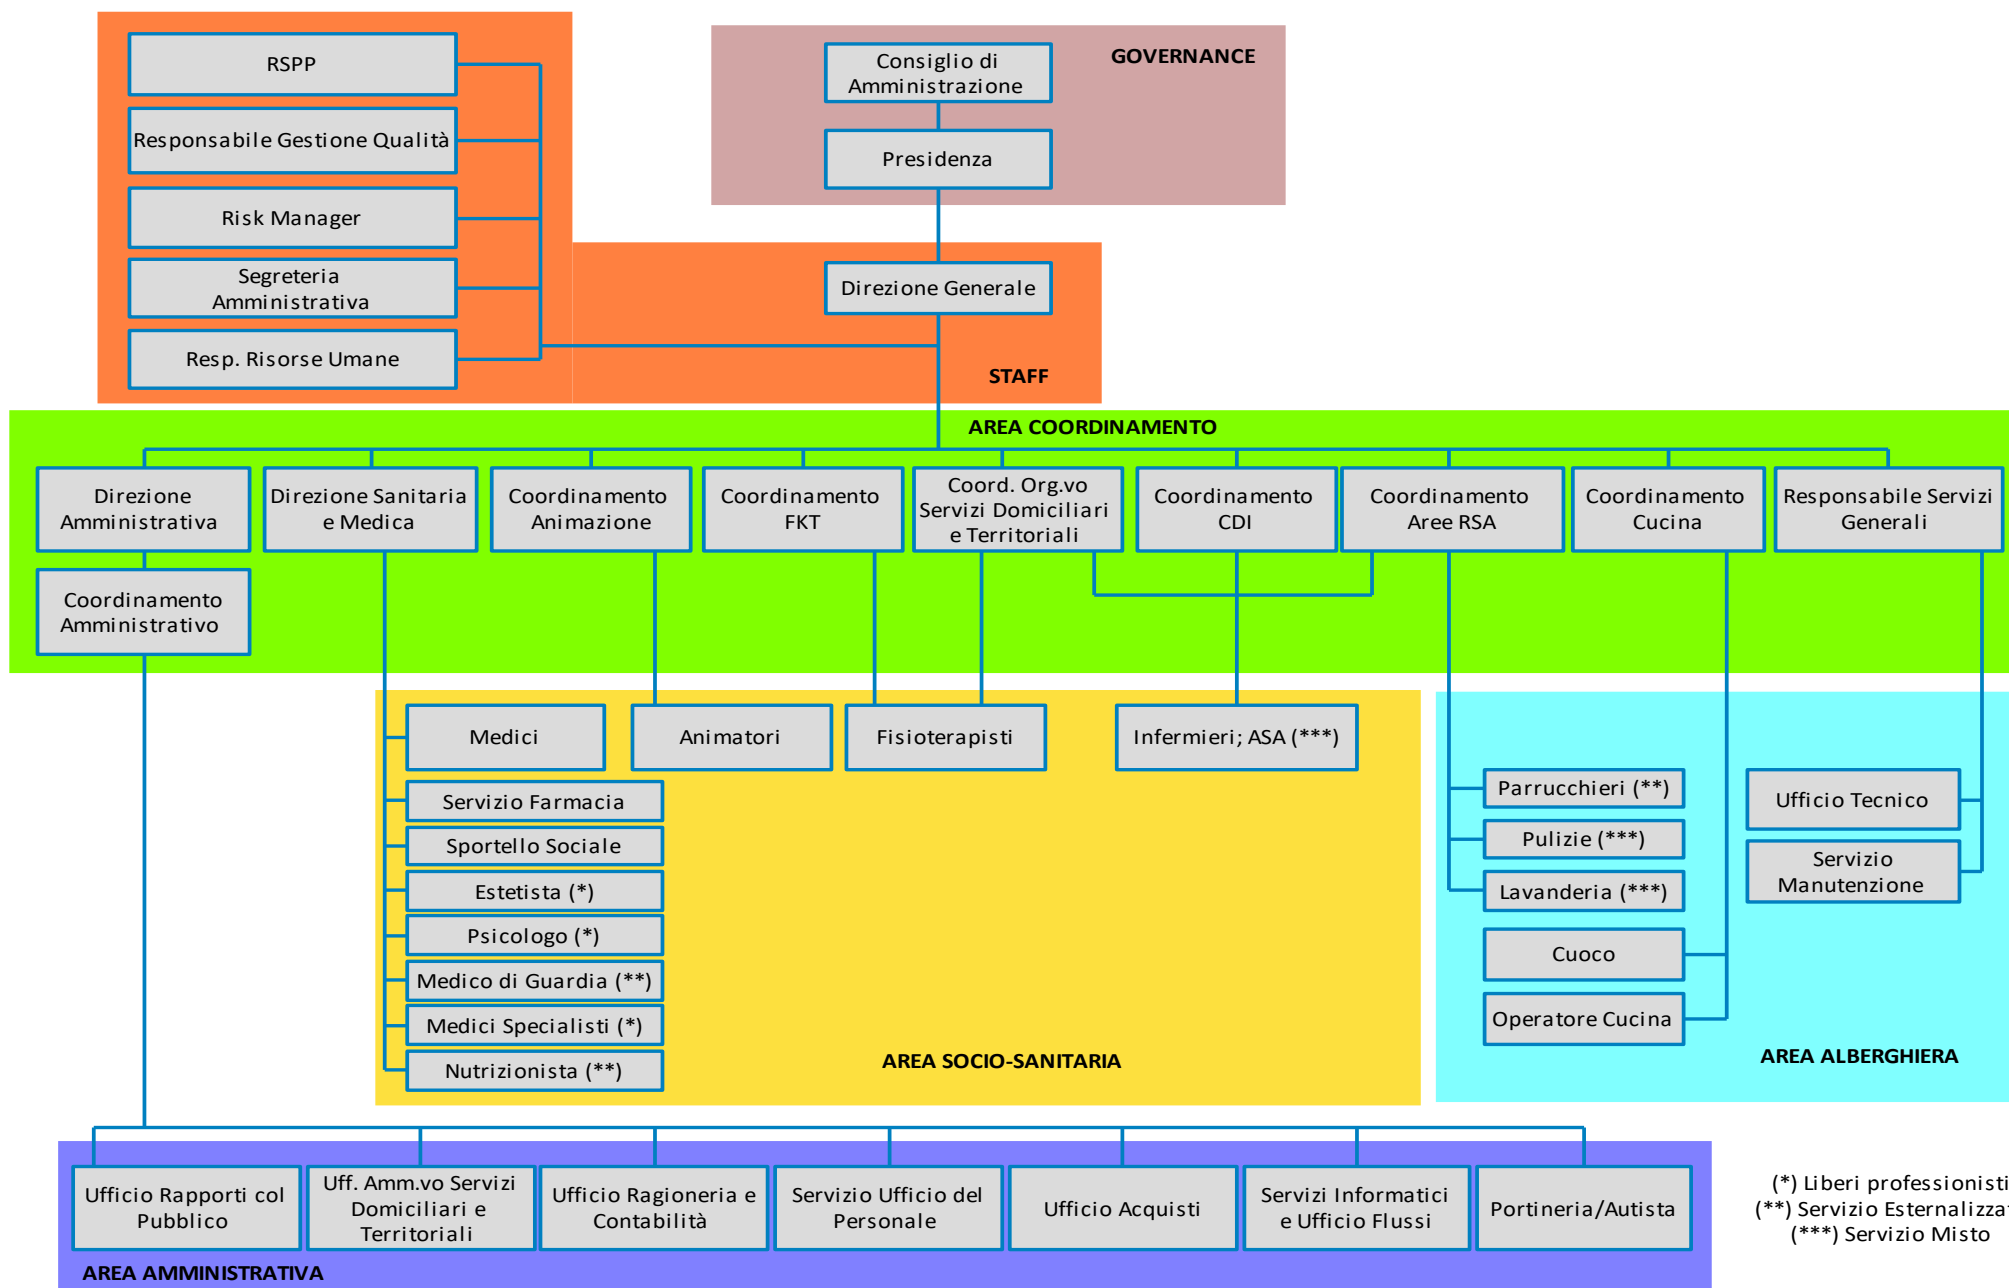 RSPP
Responsabile Gestione Qualità
Risk Manager
Segreteria
Amministrativa
Resp. Risorse Umane
GOVERNANCE
Consiglio di
Amministrazione
Presidenza
Direzione Generale
STAFF
AREA COORDINAMENTO
Direzione
Amministrativa
Direzione Sanitaria
e Medica
Coordinamento
Animazione
Coordinamento
FKT
Coord. Org.vo
Servizi Domiciliari
e Territoriali
Coordinamento
CDI
Coordinamento
Aree RSA
Coordinamento
Cucina
Responsabile Servizi
Generali
Coordinamento
Amministrativo
Medici
Animatori
Fisioterapisti
Infermieri; ASA (***)
Servizio Farmacia
Sportello Sociale
Estetista (*)
Psicologo (*)
Medico di Guardia (**)
Medici Specialisti (*)
Nutrizionista (**)
AREA SOCIO-SANITARIA
Parrucchieri (**)
Pulizie (***)
Lavanderia (***)
Cuoco
Operatore Cucina
Ufficio Tecnico
Servizio
Manutenzione
AREA ALBERGHIERA
Ufficio Rapporti col
Pubblico
Uff. Amm.vo Servizi
Domiciliari e
Territoriali
Ufficio Ragioneria e
Contabilità
Servizio Ufficio del
Personale
Ufficio Acquisti
Servizi Informatici
e Ufficio Flussi
Portineria/Autista
AREA AMMINISTRATIVA
(*) Liberi professionisti
(**) Servizio
(***) Servizio Misto